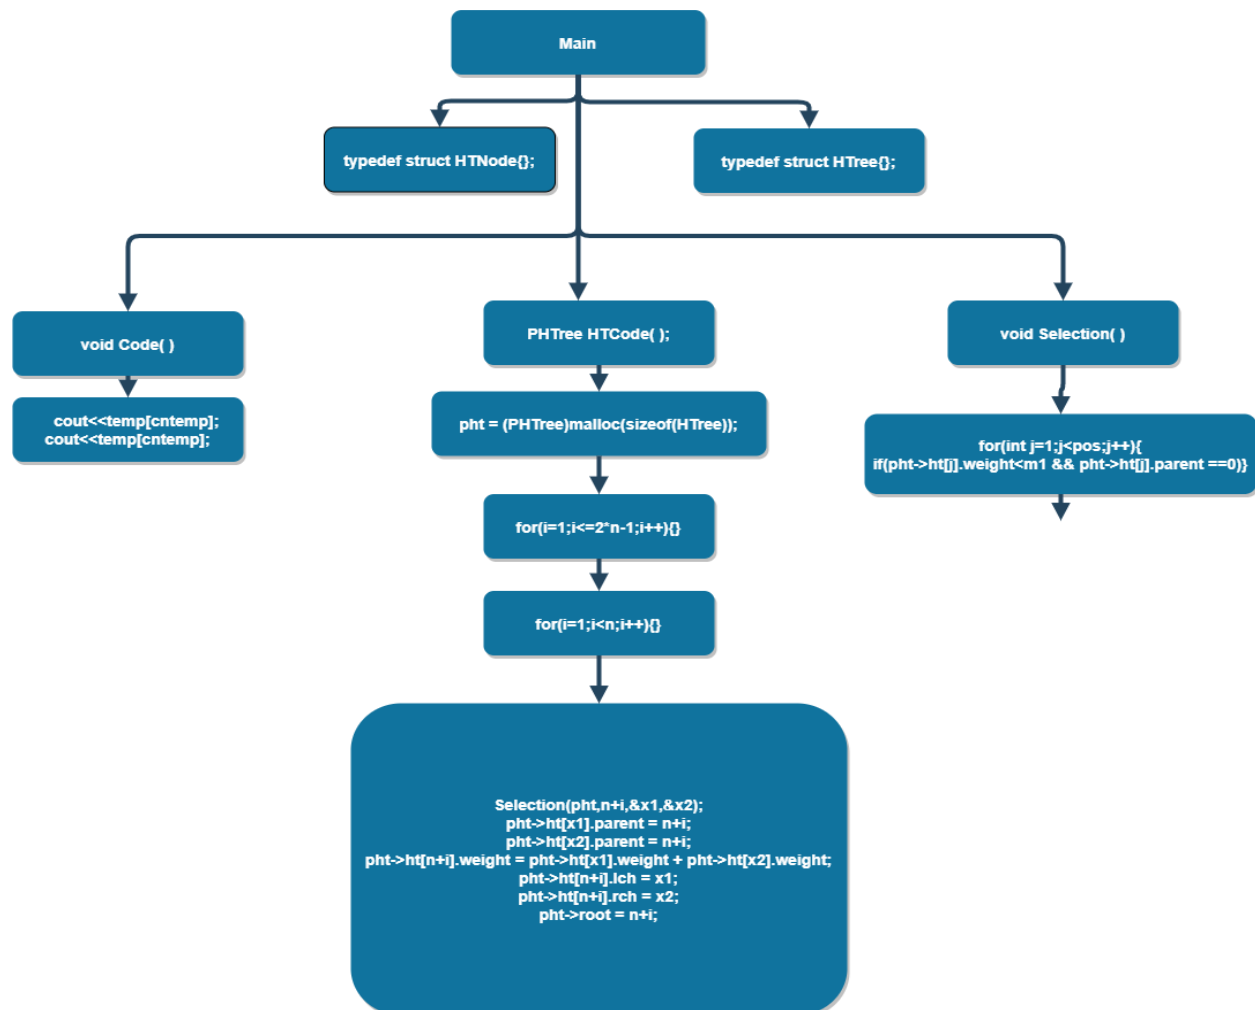 Main
typedef struct HTNode{};
typedef struct HTree{};
void Code( )
PHTree HTCode( );
void Selection( )
cout<<temp[cntemp];
cout<<temp[cntemp];
pht = (PHTree)malloc(sizeof(HTree));
for(int j=1;j<pos;j++){
if(pht->ht[j].weight<m1 && pht->ht[j].parent ==0)}
for(i=1;i<=2*n-1;i++){}
for(i=1;i<n;i++){}
Selection(pht,n+i,&x1,&x2);
pht->ht[x1].parent = n+i;
pht->ht[x2].parent = n+i;
pht->ht[n+i].weight = pht->ht[x1].weight + pht->ht[x2].weight;
pht->ht[n+i].lch = x1;
pht->ht[n+i].rch = x2;
pht->root = n+i;